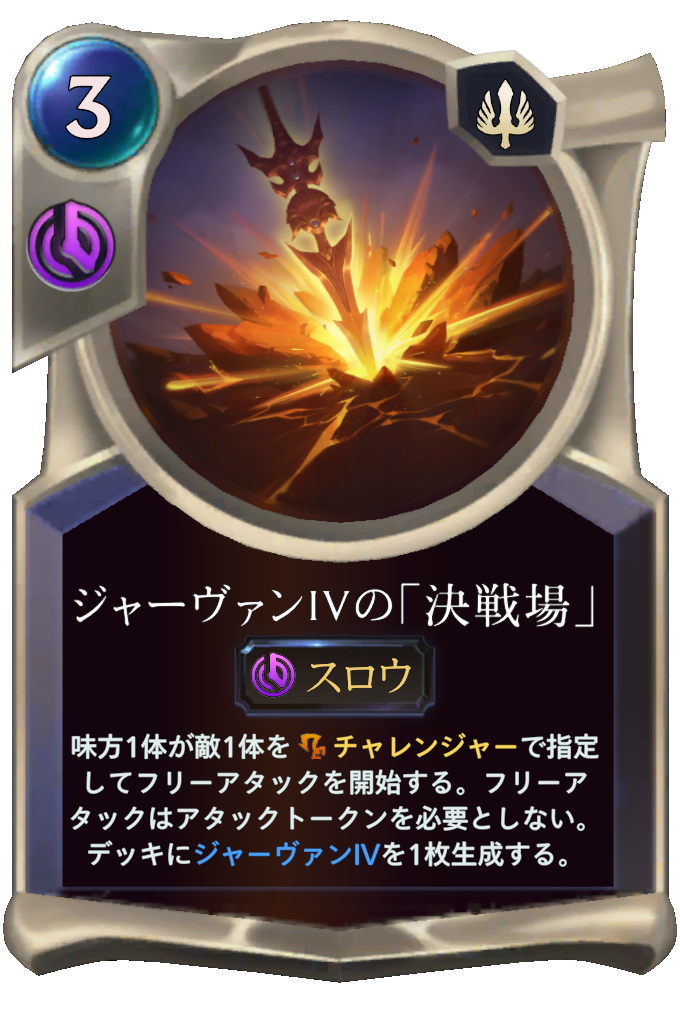 3
ジャーヴァンIVの「決戦場」
スロウ
味方1体が敵1体をチャレンジャーで指定
してフリーアタックを開始する。フリーア
タックはアタックトークンを必要としない。
デッキにジャーヴァンIVを1枚生成する。